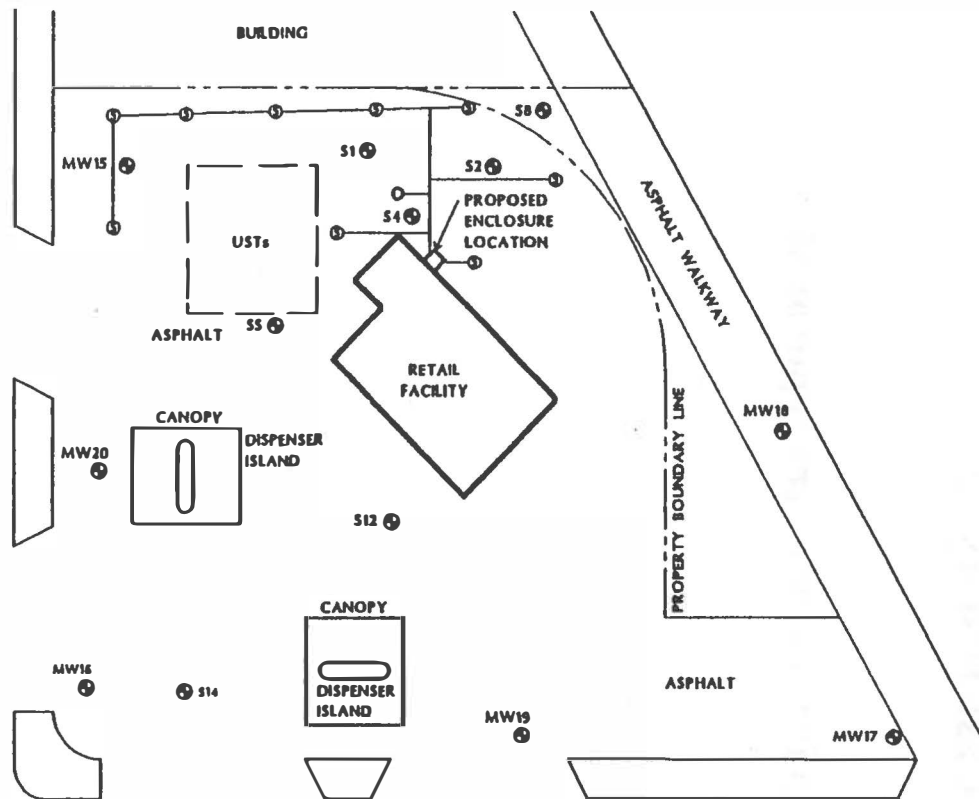 BUILDING
S
S
S
S
S
S8
S1
MW15
S2
S
PROPOSED
ENCLOSURE
LOCATION
S4
S
S
USTs
S
ASPHALT WALKWAY
S5
ASPHALT
RETAIL
FACILITY
CANOPY
DISPENSER
ISLAND
MW20
MW18
PROPERTY BOUNDARY LINE
S12
CANOPY
MW16
S14
DISPENSER
ISLAND
ASPHALT
MW19
MW17